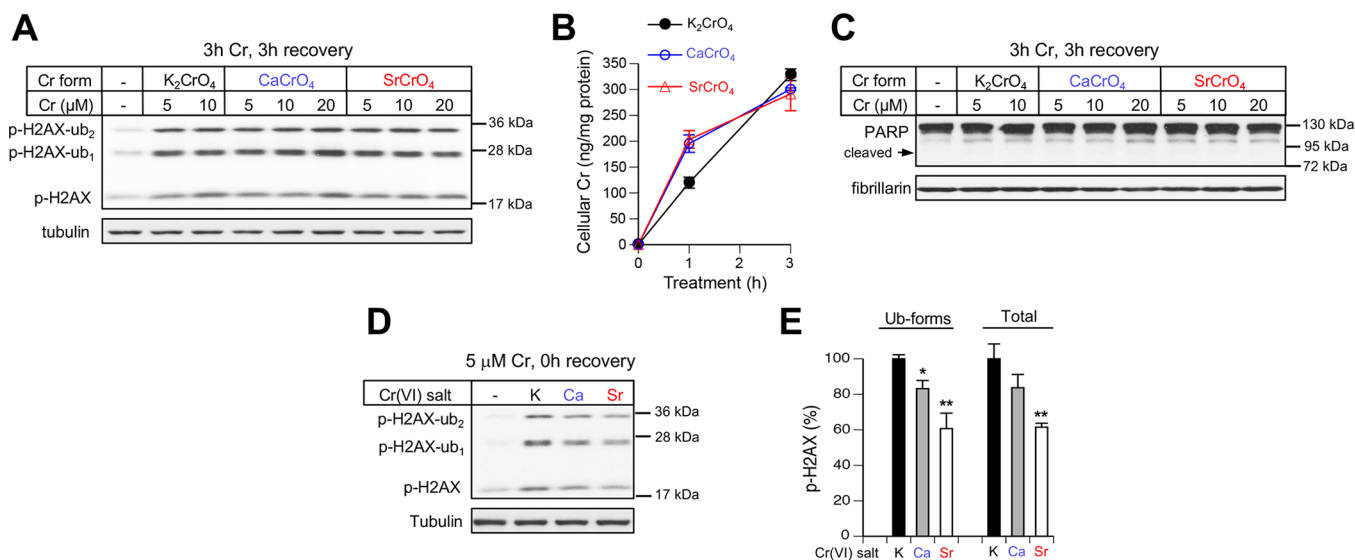 A
3h Cr, 3h recovery
Cr form - K₂CrO₄ CaCrO₄ SrCrO₄
Cr (µM) - 5 10 5 10 20 5 10 20
p-H2AX-ub₂
36 kDa
p-H2AX-ub₁
28 kDa
p-H2AX
17 kDa
tubulin
B
K₂CrO₄
CaCrO₄
SrCrO₄
Cellular Cr (ng/mg protein)
350
300
250
200
150
100
50
0
0 1 2 3
Treatment (h)
C
3h Cr, 3h recovery
Cr form - K₂CrO₄ CaCrO₄ SrCrO₄
Cr (µM) - 5 10 5 10 20 5 10 20
PARP
130 kDa
cleaved
95 kDa
72 kDa
fibrillarin
D
5 µM Cr, 0h recovery
Cr(VI) salt - K Ca Sr
p-H2AX-ub₂
36 kDa
p-H2AX-ub₁
28 kDa
p-H2AX
17 kDa
Tubulin
E
Ub-forms Total
p-H2AX (%)
100
80
60
40
20
0
* ** **
Cr(VI) salt K Ca Sr K Ca Sr